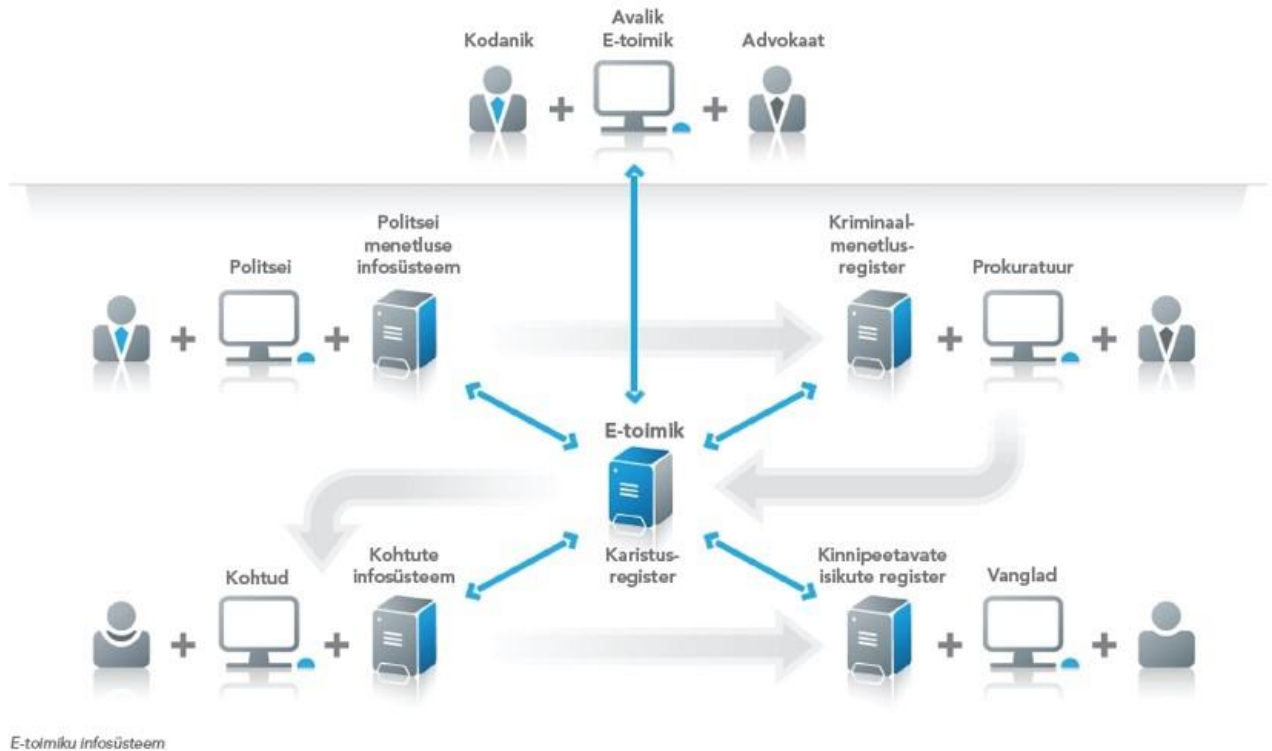 Kodanik
Avalik
E-toimik
Advokaat
Politsei
Politsei
menetluse
infosüsteem
Kriminaal-
menetlus-
register
Prokuratuur
E-toimik
Karistus-
register
Kohtud
Kohtute
infosüsteem
Kinnipeetavate
isikute register
Vanglad
E-toimiku infosüsteem